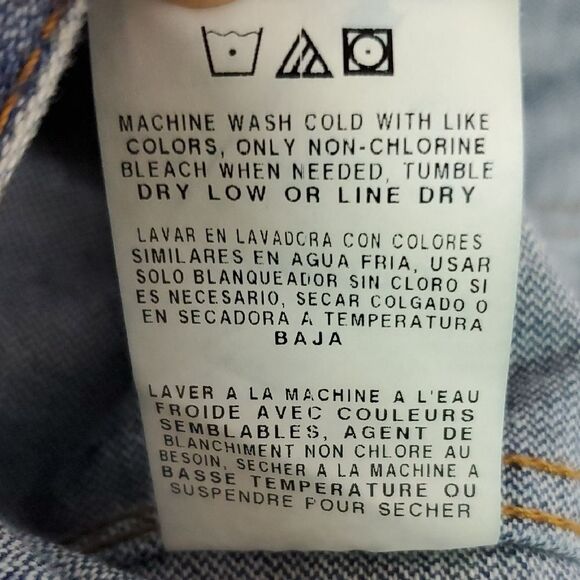 MACHINE WASH COLD WITH LIKE
COLORS, ONLY NON-CHLORINE
BLEACH WHEN NEEDED, TUMBLE
DRY LOW OR LINE DRY
LAVAR EN LAVADORA CON COLORES
SIMILARES EN AGUA FRIA, USAR
SOLO BLANQUEADOR SIN CLORO SI
ES NECESARIO, SECAR COLGADO O
EN SECADORA A TEMPERATURA
BAJA
LAVER A LA MACHINE A L'EAU
FROIDE AVEC COULEURS
SEMBLABLES, AGENT DE
BLANCHIMENT NON CHLORE AU
BESOIN, SECHER A LA MACHINE A
BASSE TEMPERATURE OU
SUSPENDRE POUR SECHER